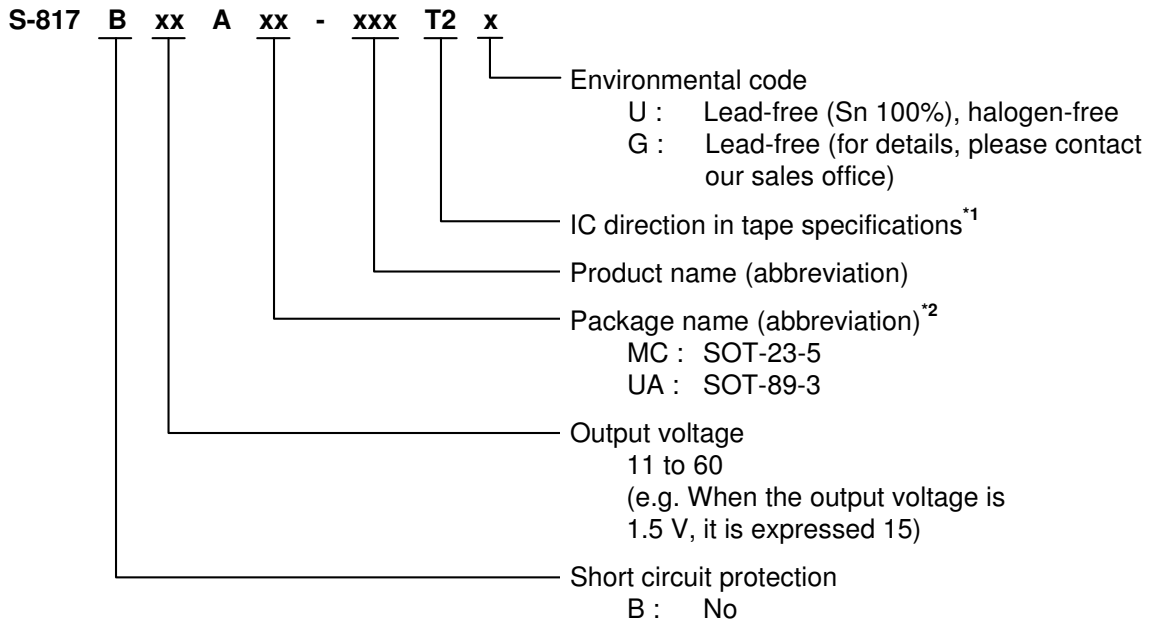 S-817 B xx A xx - xxx T2 x
Environmental code
U : Lead-free (Sn 100%), halogen-free
G : Lead-free (for details, please contact
our sales office)
IC direction in tape specifications*1
Product name (abbreviation)
Package name (abbreviation)*2
MC : SOT-23-5
UA : SOT-89-3
Output voltage
11 to 60
(e.g. When the output voltage is
1.5 V, it is expressed 15)
Short circuit protection
B : No